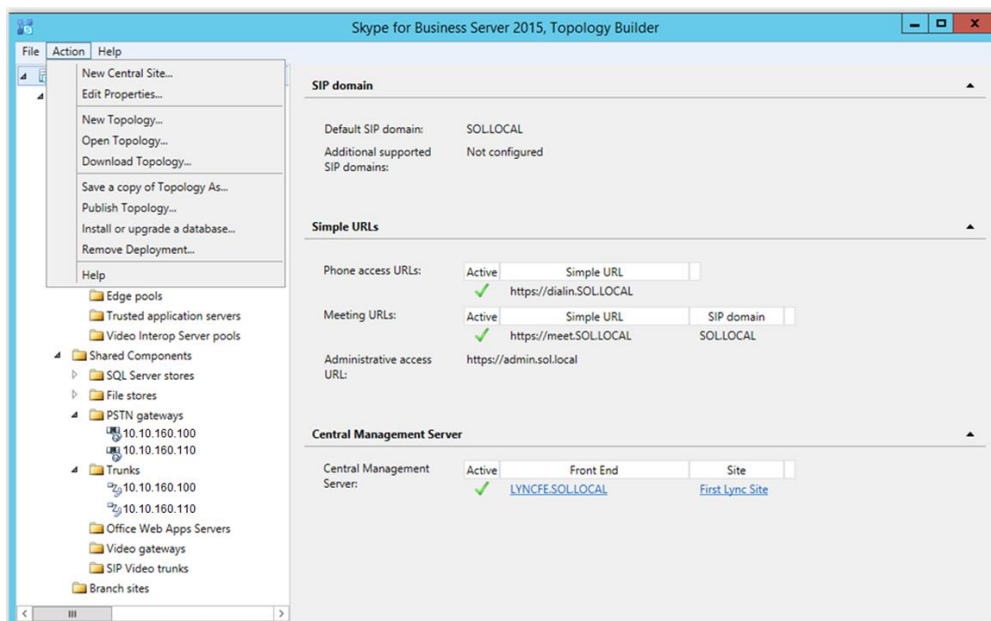 Skype for Business Server 2015, Topology Builder
File Action Help
New Central Site...
Edit Properties...
New Topology...
Open Topology...
Download Topology...
Save a copy of Topology As...
Publish Topology...
Install or upgrade a database...
Remove Deployment...
Help
Edge pools
Trusted application servers
Video Interop Server pools
Shared Components
SQL Server stores
File stores
PSTN gateways
10.10.160.100
10.10.160.110
Trunks
10.10.160.100
10.10.160.110
Office Web Apps Servers
Video gateways
SIP Video trunks
Branch sites
SIP domain
Default SIP domain: SOL.LOCAL
Additional supported Not configured
SIP domains:
Simple URLs
Phone access URLs: Active Simple URL
https://dialin.SOL.LOCAL
Meeting URLs: Active Simple URL SIP domain
https://meet.SOL.LOCAL SOL.LOCAL
Administrative access https://admin.sol.local
URL:
Central Management Server
Central Management Active Front End Site
Server: LYNCFE.SOL.LOCAL First Lync Site